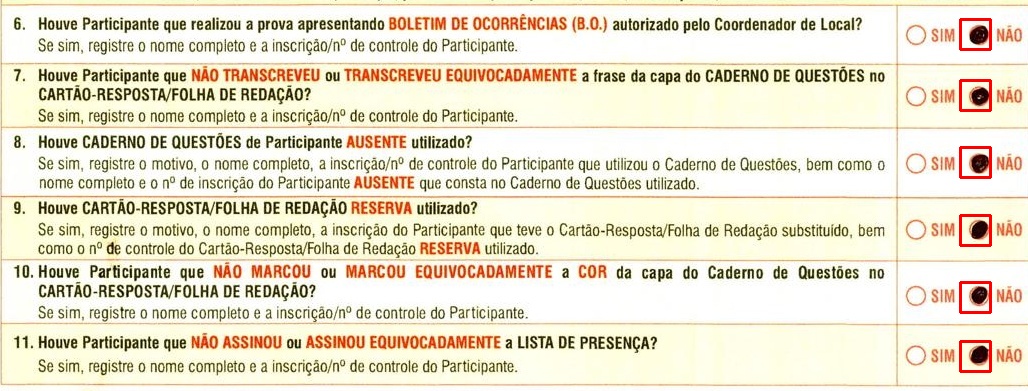 6. Houve Participante que realizou a prova apresentando BOLETIM DE OCORRÊNCIAS (B.O.) autorizado pelo Coordenador de Local?
Se sim, registre o nome completo e a inscrição/nº de controle do Participante.
SIM NÃO
7. Houve Participante que NÃO TRANSCREVEU ou TRANSCREVEU EQUIVOCADAMENTE a frase da capa do CADERNO DE QUESTÕES no
CARTÃO-RESPOSTA/FOLHA DE REDAÇÃO?
Se sim, registre o nome completo e a inscrição/nº de controle do Participante.
SIM NÃO
8. Houve CADERNO DE QUESTÕES de Participante AUSENTE utilizado?
Se sim, registre o motivo, o nome completo, a inscrição/nº de controle do Participante que utilizou o Caderno de Questões, bem como o
nome completo e o nº de inscrição do Participante AUSENTE que consta no Caderno de Questões utilizado.
SIM NÃO
9. Houve CARTÃO-RESPOSTA/FOLHA DE REDAÇÃO RESERVA utilizado?
Se sim, registre o motivo, o nome completo, a inscrição do Participante que teve o Cartão-Resposta/Folha de Redação substituído, bem
como o nº de controle do Cartão-Resposta/Folha de Redação RESERVA utilizado.
SIM NÃO
10. Houve Participante que NÃO MARCOU ou MARCOU EQUIVOCADAMENTE a COR da capa do Caderno de Questões no
CARTÃO-RESPOSTA/FOLHA DE REDAÇÃO?
Se sim, registre o nome completo e a inscrição/nº de controle do Participante.
SIM NÃO
11. Houve Participante que NÃO ASSINOU ou ASSINOU EQUIVOCADAMENTE a LISTA DE PRESENÇA?
Se sim, registre o nome completo e a inscrição/nº de controle do Participante.
SIM NÃO